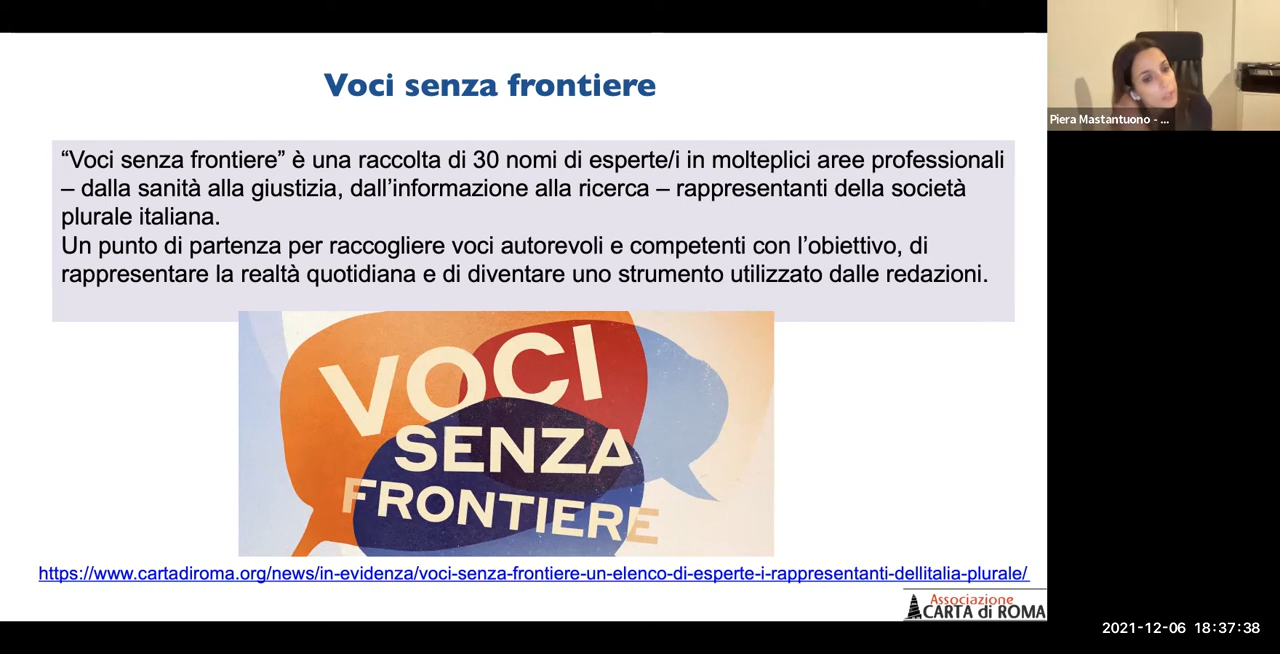 Voci senza frontiere
“Voci senza frontiere” è una raccolta di 30 nomi di esperte/i in molteplici aree professionali
– dalla sanità alla giustizia, dall’informazione alla ricerca – rappresentanti della società
plurale italiana.
Un punto di partenza per raccogliere voci autorevoli e competenti con l’obiettivo, di
rappresentare la realtà quotidiana e di diventare uno strumento utilizzato dalle redazioni.
VOCI
SENZA
FRONTIERE
https://www.cartadiroma.org/news/in-evidenza/voci-senza-frontiere-un-elenco-di-esperte-i-rappresentanti-dellitalia-plurale/
Associazione
CARTA di ROMA
Piera Mastantuono - ...
2021-12-06 18:37:38